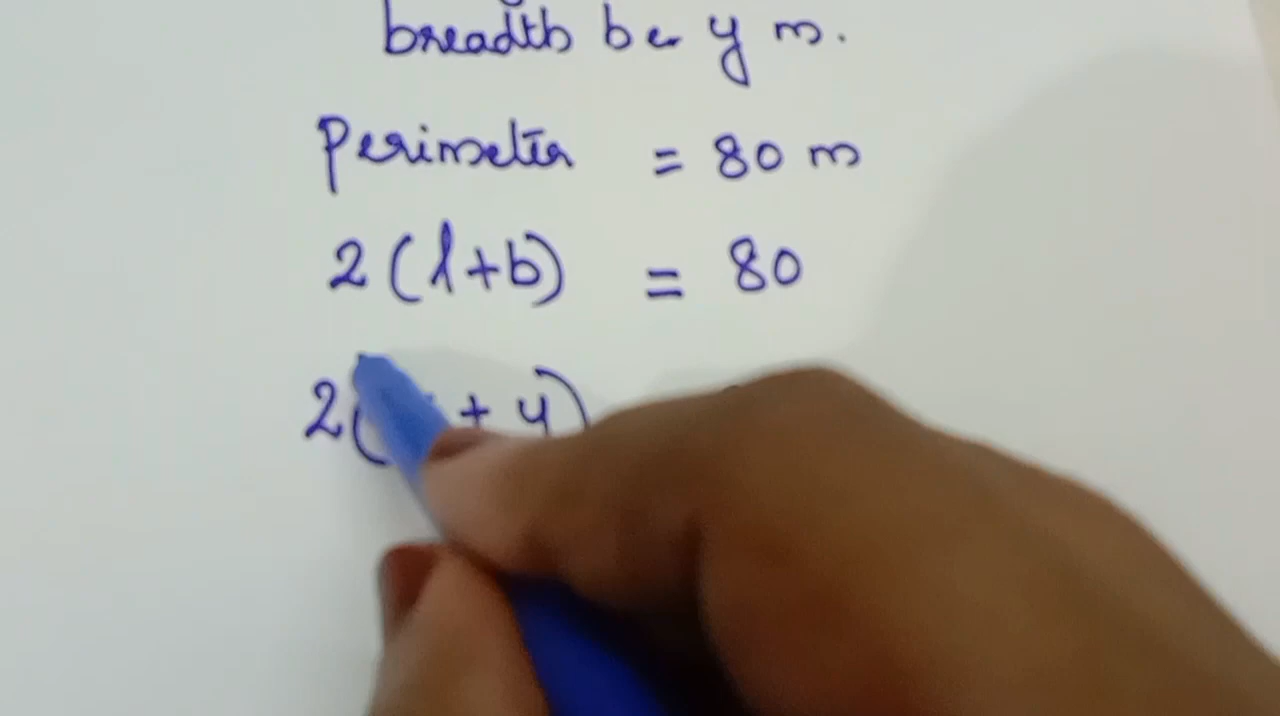 breadth be y m.
Perimeter = 80 m
2 (l+b) = 80
2( + y)